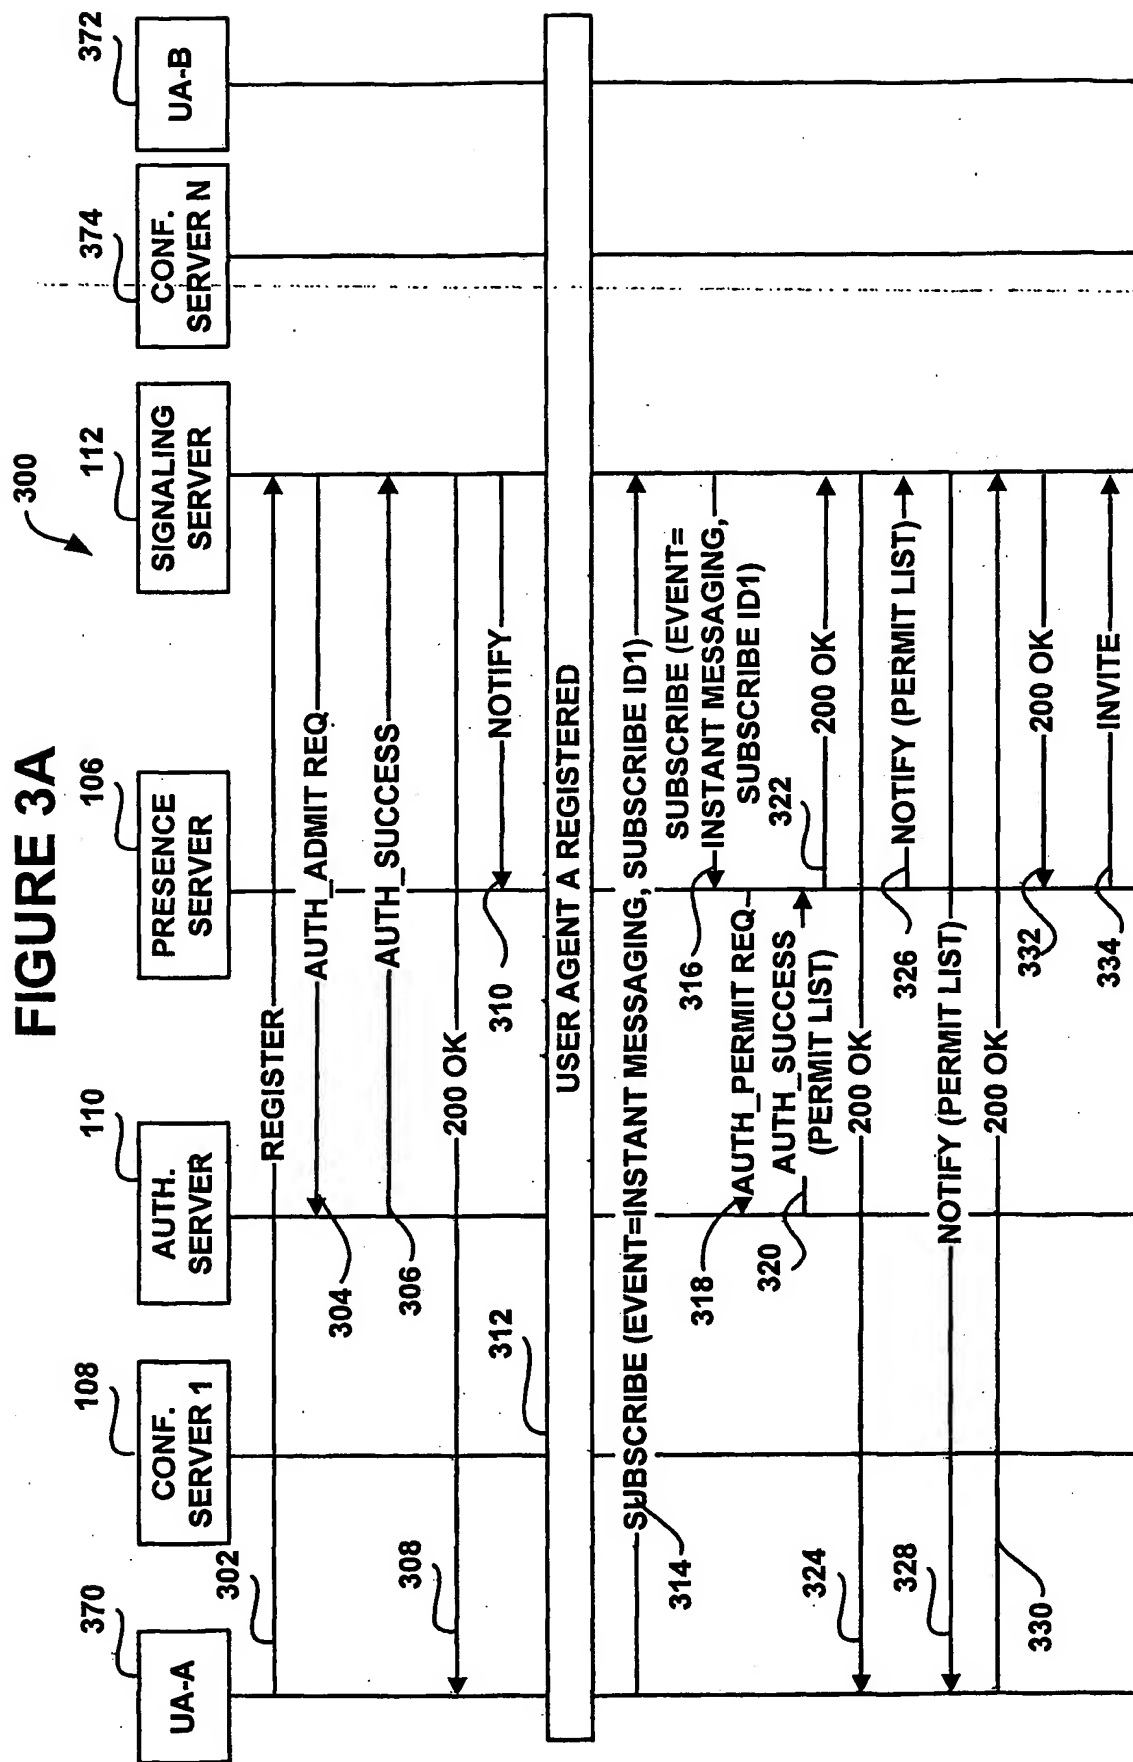 FIGURE 3A
300
370
108
110
106
112
374
372
UA-A
CONF.
SERVER 1
AUTH.
SERVER
PRESENCE
SERVER
SIGNALING
SERVER
CONF.
SERVER N
UA-B
302
REGISTER
304
AUTH_ADMIT REQ
306
AUTH_SUCCESS
308
200 OK
310
NOTIFY
312
USER AGENT A REGISTERED
314
SUBSCRIBE (EVENT=INSTANT MESSAGING, SUBSCRIBE ID1)
316
SUBSCRIBE (EVENT=
INSTANT MESSAGING,
SUBSCRIBE ID1)
318
AUTH_PERMIT REQ
320
AUTH_SUCCESS
(PERMIT LIST)
322
200 OK
324
200 OK
326
NOTIFY (PERMIT LIST)
328
NOTIFY (PERMIT LIST)
330
200 OK
332
200 OK
334
INVITE